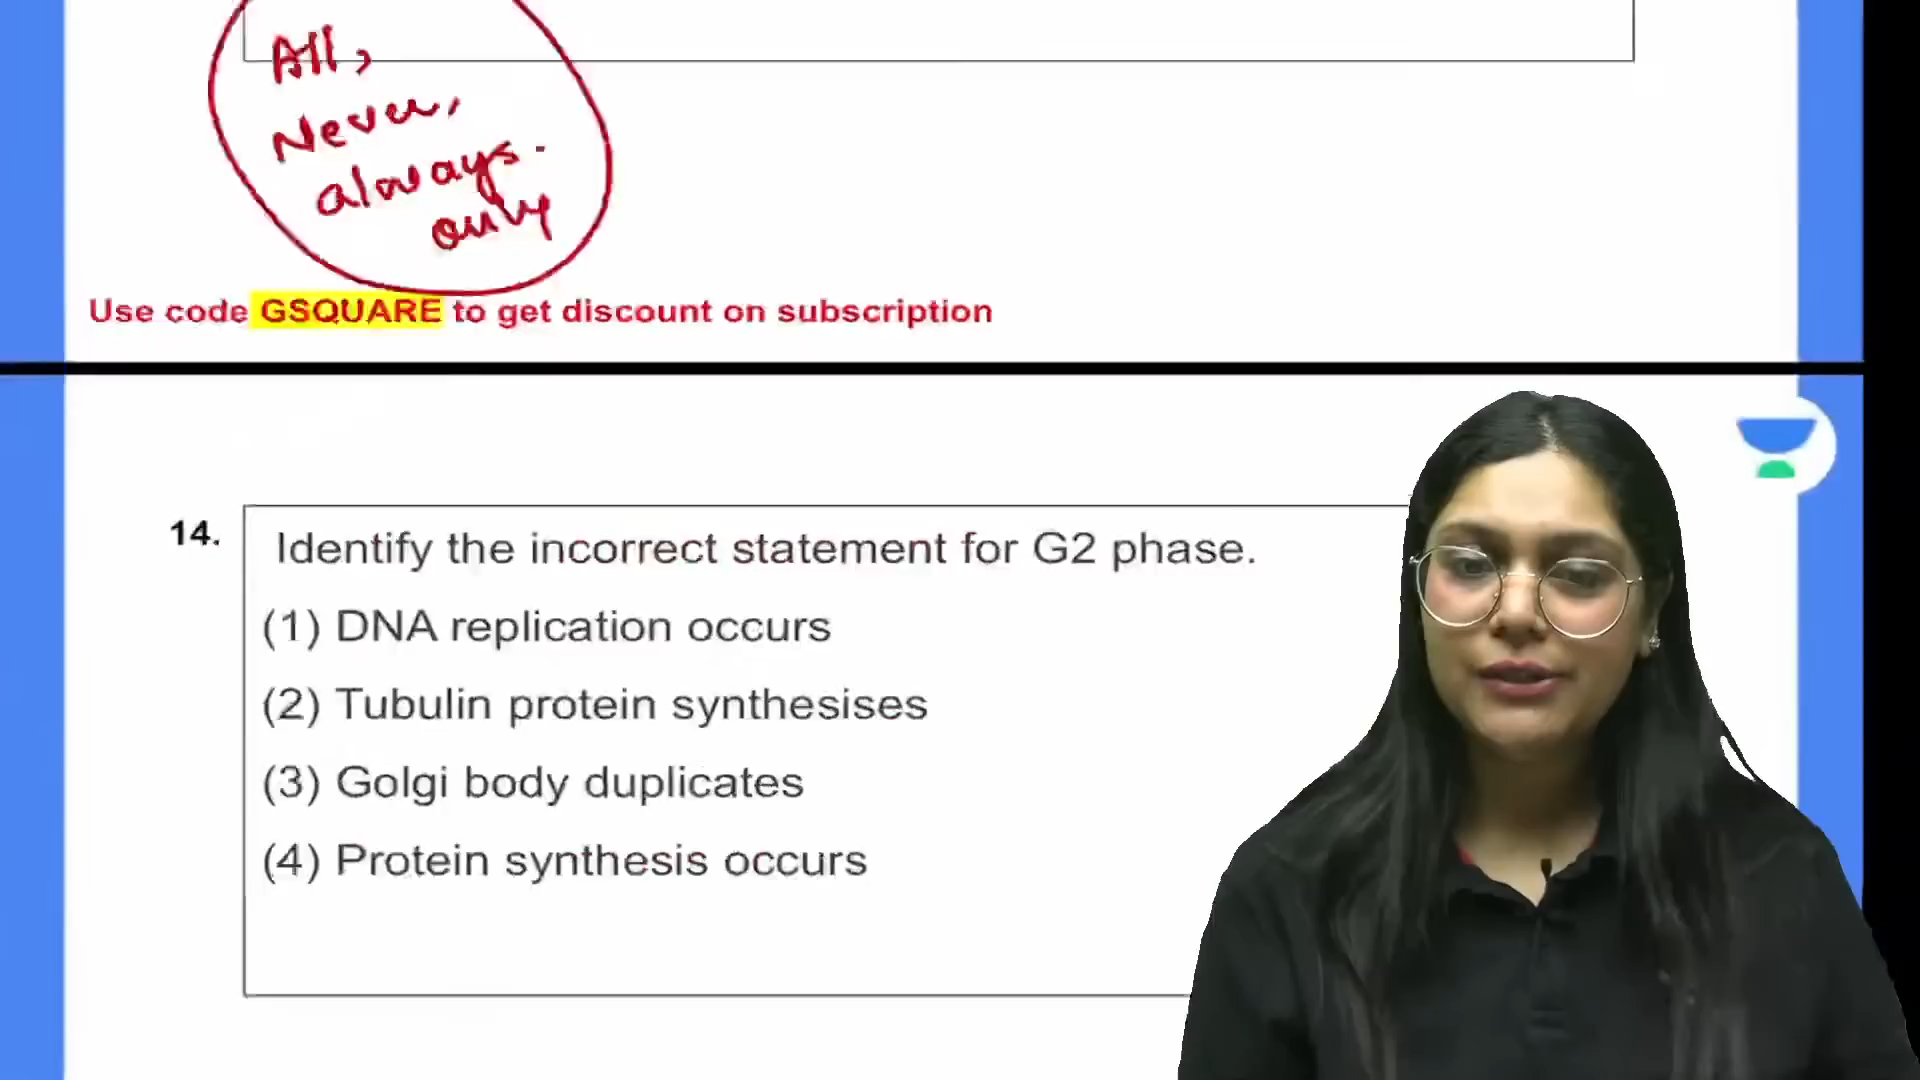 All,
Never,
always.
only
Use code GSQUARE to get discount on subscription
14.
Identify the incorrect statement for G2 phase.
(1) DNA replication occurs
(2) Tubulin protein synthesises
(3) Golgi body duplicates
(4) Protein synthesis occurs